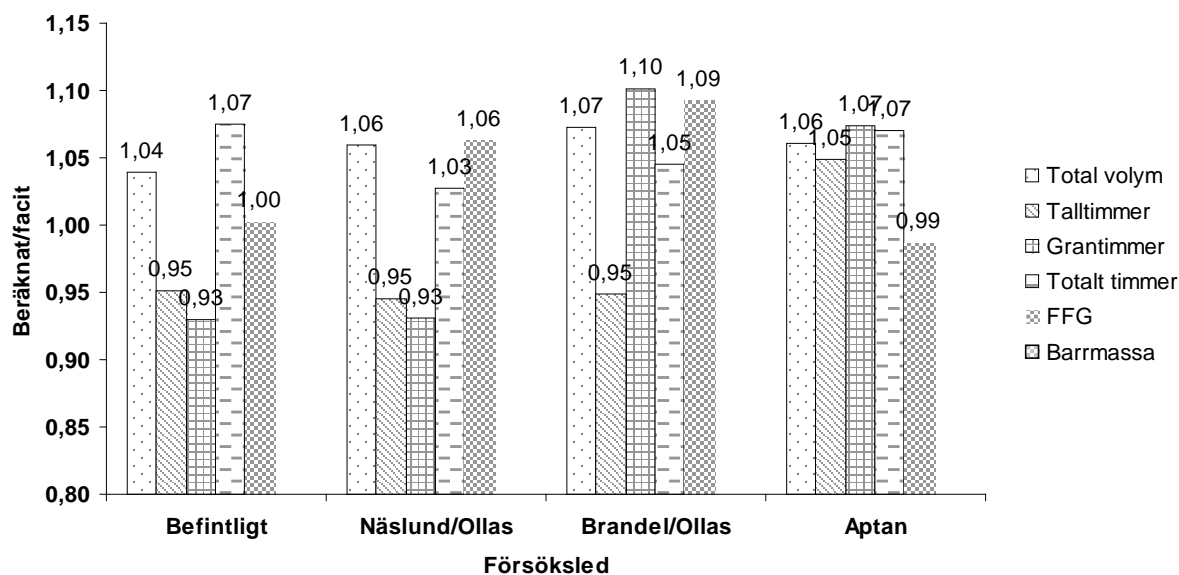 1,15
1,10
1,05
1,00
0,95
0,90
0,85
0,80
Beräknat/facit
1,04
0,95
0,93
1,07
1,00
1,06
0,95
0,93
1,03
1,06
1,07
0,95
1,10
1,05
1,09
1,06
1,05
1,07
1,07
0,99
Befintligt
Näslund/Ollas
Brandel/Ollas
Aptan
Försöksled
Total volym
Talltimmer
Grantimmer
Totalt timmer
FFG
Barrmassa